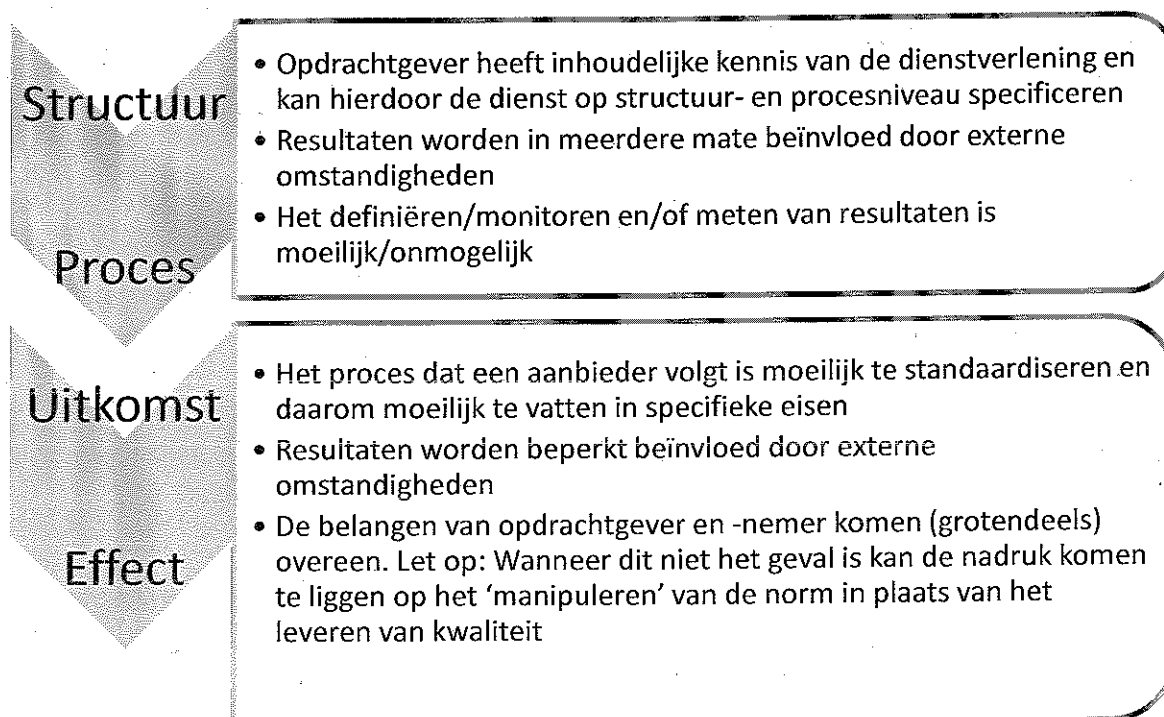 Structuur
Proces
• Opdrachtgever heeft inhoudelijke kennis van de dienstverlening en
kan hierdoor de dienst op structuur- en procesniveau specificeren
• Resultaten worden in meerdere mate beïnvloed door externe
omstandigheden
• Het definiëren/monitoren en/of meten van resultaten is
moeilijk/onmogelijk
Uitkomst
Effect
• Het proces dat een aanbieder volgt is moeilijk te standaardiseren en
daarom moeilijk te vatten in specifieke eisen
• Resultaten worden beperkt beïnvloed door externe
omstandigheden
• De belangen van opdrachtgever en -nemer komen (grotendeels)
overeen. Let op: Wanneer dit niet het geval is kan de nadruk komen
te liggen op het 'manipuleren' van de norm in plaats van het
leveren van kwaliteit